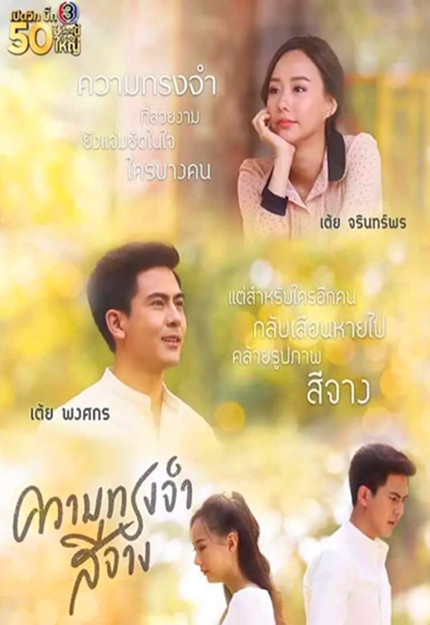 เปิดวิก บิ๊ก 3
50
ใหญ่
ความทรงจำ
ที่สวยงาม
ยังแจ่มชัดในใจ
ใครบางคน
เต้ย จรินทร์พร
แต่สำหรับใครอีกคน
กลับเลือนหายไป
คล้ายรูปภาพ
สีจาง
เต้ย พงศกร
ความทรงจำ
สีจาง